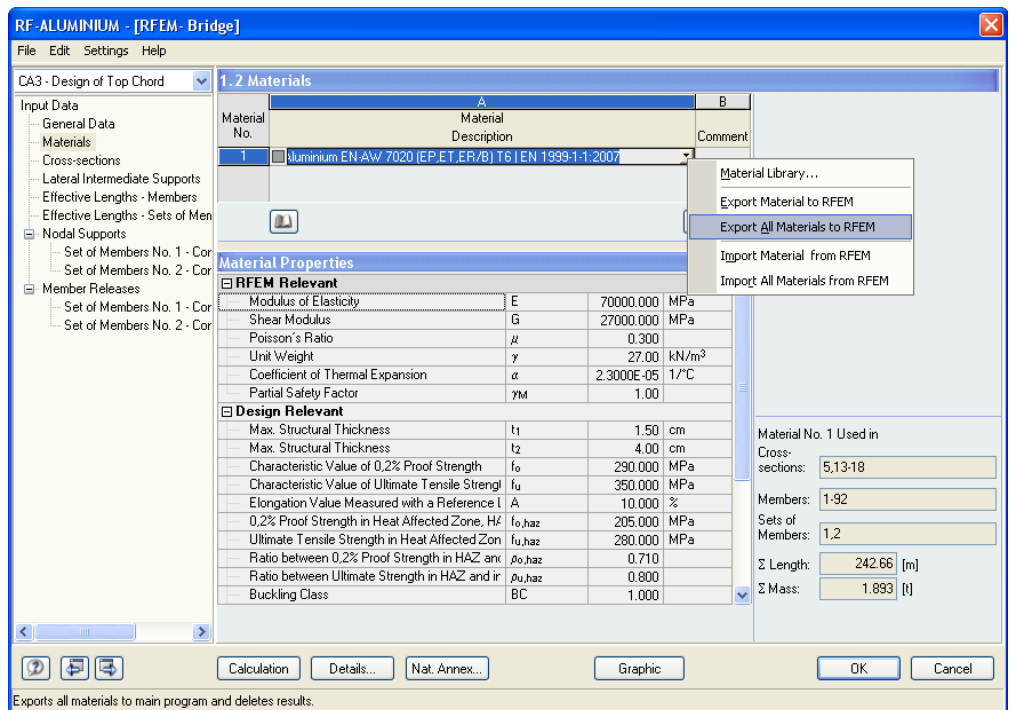 RF-ALUMINIUM - [RFEM- Bridge]
File Edit Settings Help
CA3 - Design of Top Chord
Input Data
General Data
Materials
Cross-sections
Lateral Intermediate Supports
Effective Lengths - Members
Effective Lengths - Sets of Men
Nodal Supports
Set of Members No. 1 - Cor
Set of Members No. 2 - Cor
Member Releases
Set of Members No. 1 - Cor
Set of Members No. 2 - Cor
1.2 Materials
A B
Material No. Material Description Comment
1 Aluminium EN-AW 7020 (EP,ET,ER/B) T6 | EN 1999-1-1:2007
Material Library...
Export Material to RFEM
Export All Materials to RFEM
Import Material from RFEM
Import All Materials from RFEM
Material Properties
RFEM Relevant
Modulus of Elasticity E 70000.000 MPa
Shear Modulus G 27000.000 MPa
Poisson´s Ratio μ 0.300
Unit Weight γ 27.00 kN/m³
Coefficient of Thermal Expansion α 2.3000E-05 1/°C
Partial Safety Factor γM 1.00
Design Relevant
Max. Structural Thickness t1 1.50 cm
Max. Structural Thickness t2 4.00 cm
Characteristic Value of 0,2% Proof Strength fo 290.000 MPa
Characteristic Value of Ultimate Tensile Strengt fu 350.000 MPa
Elongation Value Measured with a Reference L A 10.000 %
0,2% Proof Strength in Heat Affected Zone, HA fo,haz 205.000 MPa
Ultimate Tensile Strength in Heat Affected Zon fu,haz 280.000 MPa
Ratio between 0,2% Proof Strength in HAZ and ρo,haz 0.710
Ratio between Ultimate Strength in HAZ and ir ρu,haz 0.800
Buckling Class BC 1.000
Material No. 1 Used in
Cross-sections: 5,13-18
Members: 1-92
Sets of Members: 1,2
Σ Length: 242.66 [m]
Σ Mass: 1.893 [t]
Calculation Details... Nat. Annex... Graphic OK Cancel
Exports all materials to main program and deletes results.